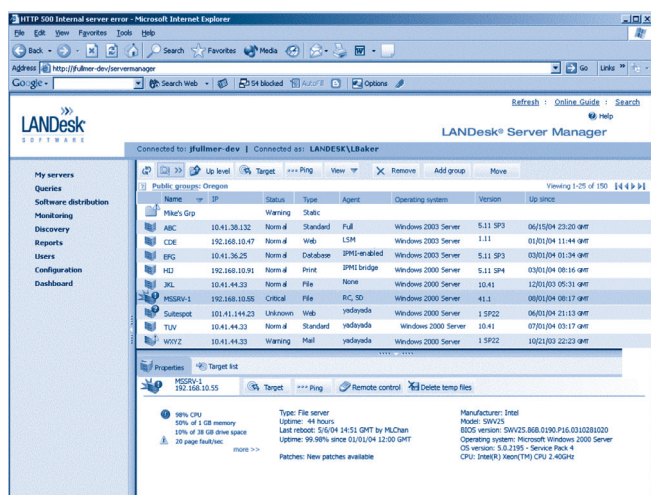 HTTP 500 Internal server error - Microsoft Internet Explorer
File Edit View Favorites Tools Help
Back Search Favorites Media
Address http://jfullmer-dev/servermanager Go Links »
Google Search Web 54 blocked AutoFill Options
Refresh : Online Guide : Search
Help
LANDesk
SOFTWARE
LANDesk® Server Manager
Connected to: jfullmer-dev | Connected as: LANDESK\LBaker
My servers
Queries
Software distribution
Monitoring
Discovery
Reports
Users
Configuration
Dashboard
Up level Target Ping View Remove Add group Move
Public groups: Oregon Viewing 1-25 of 150
Name IP Status Type Agent Operating system Version Up since
Mike's Grp Warning Static
ABC 10.41.38.132 Normal Standard Full Windows 2003 Server 5.11 SP3 06/15/04 23:20 GMT
CDE 192.168.10.47 Normal Web LSM Windows 2003 Server 1.11 01/01/04 11:44 GMT
EFG 10.41.36.25 Normal Database IPMI-enabled Windows 2000 Server 5.11 SP3 03/01/04 01:34 GMT
HIJ 192.168.10.91 Normal Print IPMI bridge Windows 2000 Server 5.11 SP4 03/01/04 08:16 GMT
JKL 10.41.44.33 Normal File None Windows 2000 Server 10.41 12/01/03 05:31 GMT
MSSRV-1 192.168.10.55 Critical File RC, SD Windows 2000 Server 41.1 08/01/04 08:17 GMT
Suitespot 101.41.144.23 Unknown Web yadayada Windows 2000 Server 1 SP22 06/01/04 21:13 GMT
TUV 10.41.44.33 Normal Standard yadayada Windows 2000 Server 10.41 07/01/04 03:17 GMT
WXYZ 10.41.44.33 Warning Mail yadayada Windows 2000 Server 1 SP22 10/21/03 22:23 GMT
Properties Target list
MSSRV-1
192.168.10.55
Target Ping Remote control Delete temp files
98% CPU
50% of 1 GB memory
10% of 38 GB drive space
20 page fault/sec
more >>
Type: File server
Uptime: 44 hours
Last reboot: 5/6/04 14:51 GMT by MLChan
Uptime: 99.98% since 01/01/04 12:00 GMT
Patches: New patches available
Manufacturer: Intel
Model: SWV25
BIOS version: SWV25.86B.0190.P16.0310281020
Operating system: Microsoft Windows 2000 Server
OS version: 5.0.2195 - Service Pack 4
CPU: Intel(R) Xeon(TM) CPU 2.40GHz